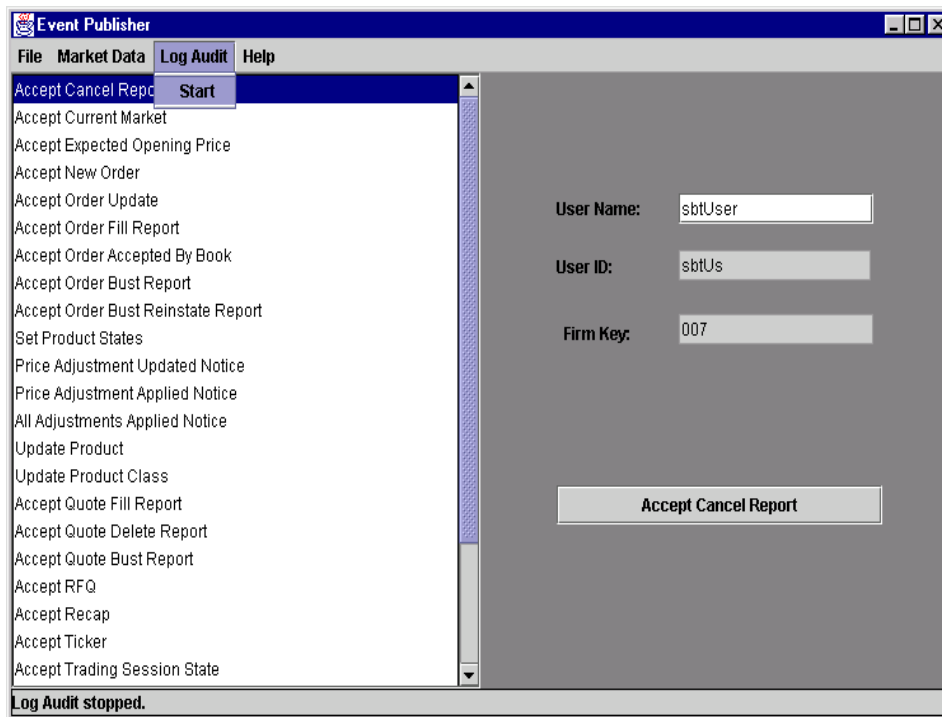 Event Publisher
File Market Data Log Audit Help
Start
Accept Cancel Repo
Accept Current Market
Accept Expected Opening Price
Accept New Order
Accept Order Update
Accept Order Fill Report
Accept Order Accepted By Book
Accept Order Bust Report
Accept Order Bust Reinstate Report
Set Product States
Price Adjustment Updated Notice
Price Adjustment Applied Notice
All Adjustments Applied Notice
Update Product
Update Product Class
Accept Quote Fill Report
Accept Quote Delete Report
Accept Quote Bust Report
Accept RFQ
Accept Recap
Accept Ticker
Accept Trading Session State
User Name: sbtUser
User ID: sbtUs
Firm Key: 007
Accept Cancel Report
Log Audit stopped.